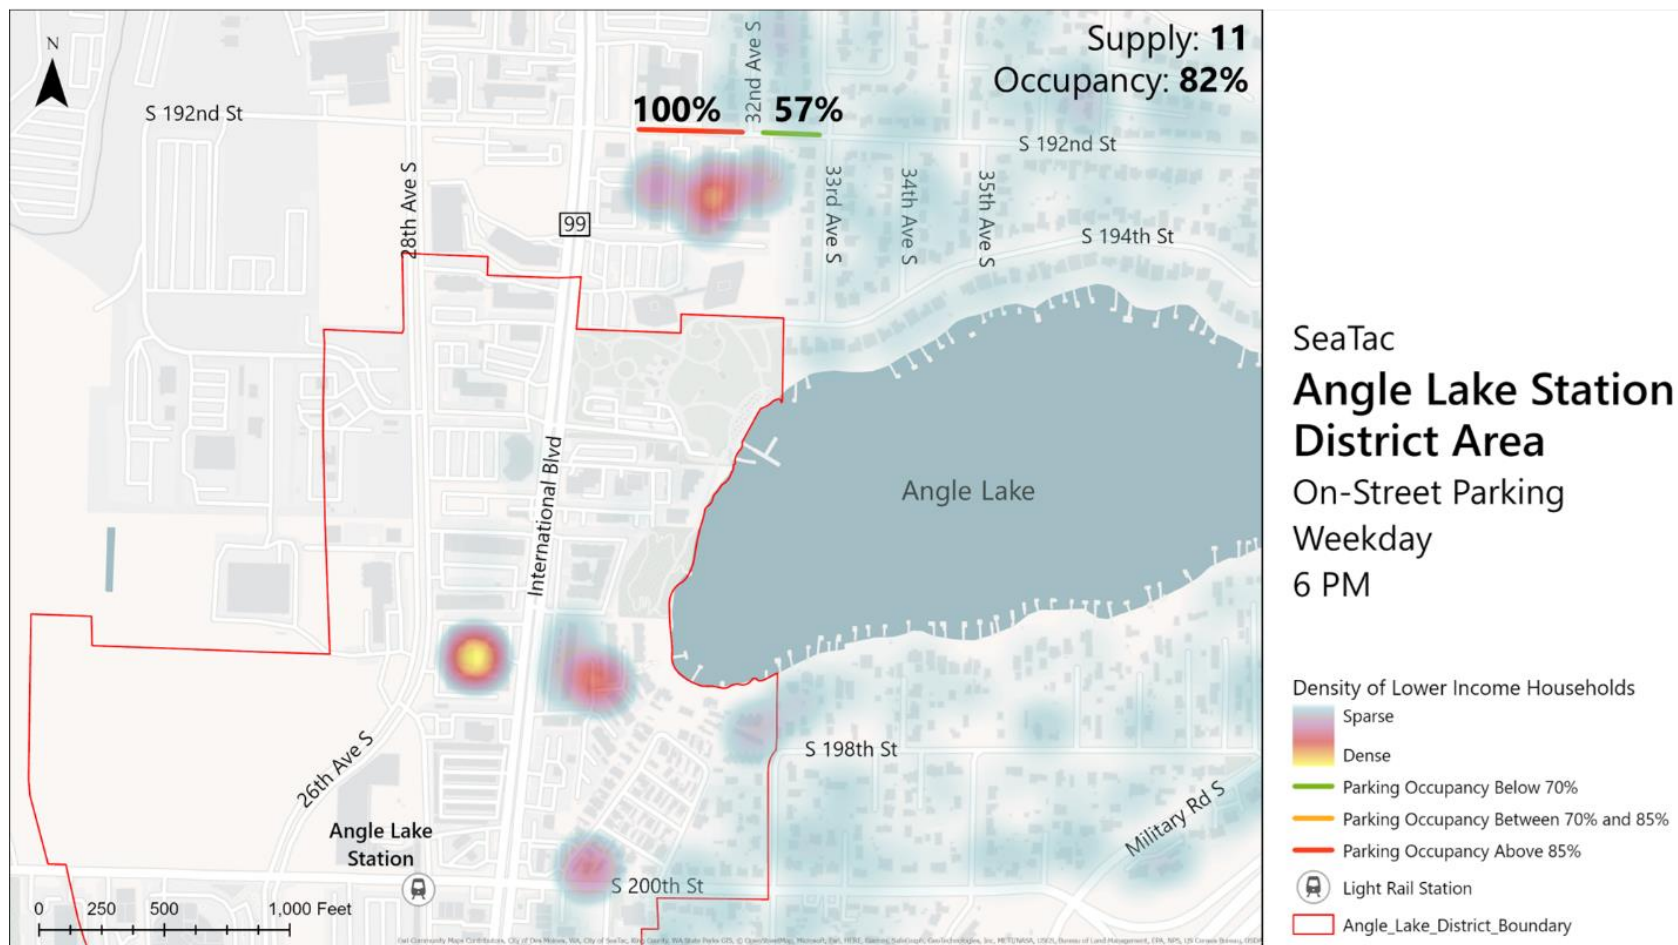 N
S 192nd St
28th Ave S
99
100%
32nd Ave S
57%
Supply: 11
Occupancy: 82%
S 192nd St
33rd Ave S
34th Ave S
35th Ave S
S 194th St
International Blvd
Angle Lake
26th Ave S
Angle Lake
Station
S 198th St
Military Rd S
S 200th St
0 250 500 1,000 Feet
SeaTac
Angle Lake Station
District Area
On-Street Parking
Weekday
6 PM
Density of Lower Income Households
Sparse
Dense
Parking Occupancy Below 70%
Parking Occupancy Between 70% and 85%
Parking Occupancy Above 85%
Light Rail Station
Angle_Lake_District_Boundary